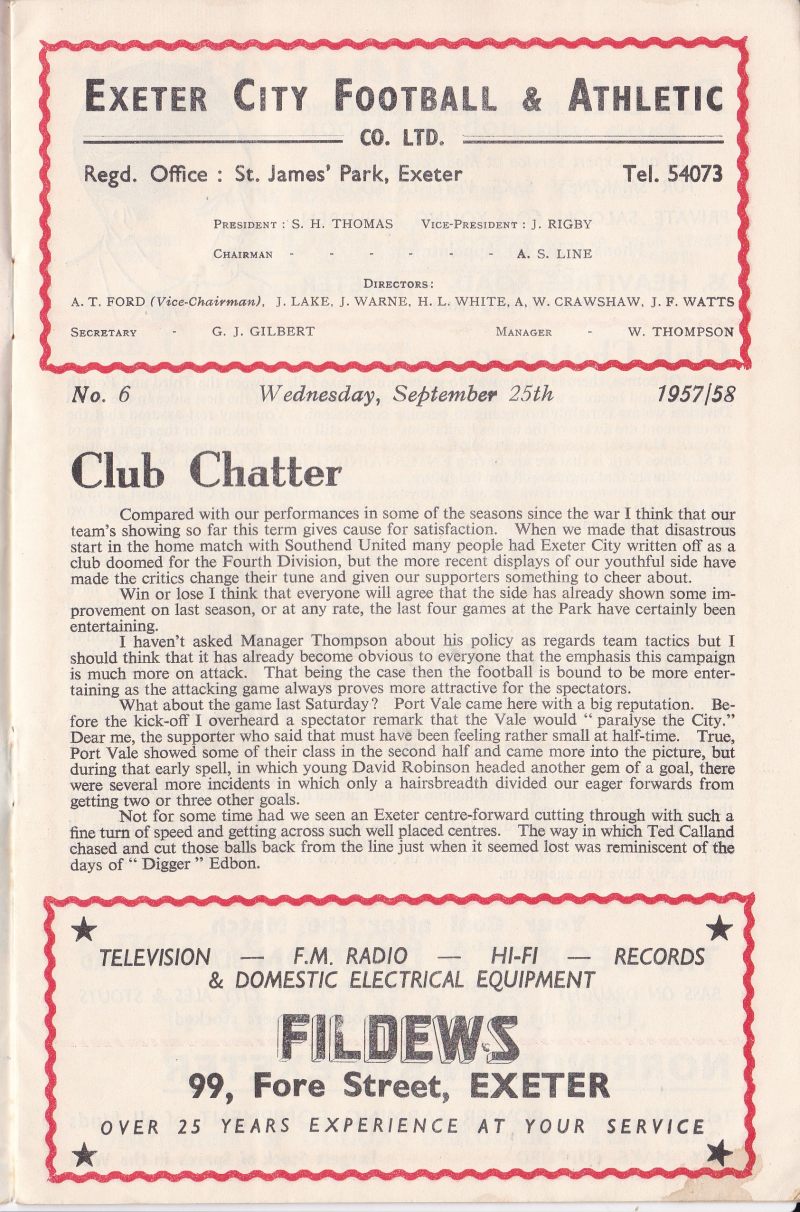 EXETER CITY FOOTBALL & ATHLETIC
CO. LTD.
Regd. Office : St. James' Park, Exeter Tel. 54073
PRESIDENT : S. H. THOMAS VICE-PRESIDENT : J. RIGBY
CHAIRMAN - - - - - - A. S. LINE
DIRECTORS:
A. T. FORD (Vice-Chairman), J. LAKE, J. WARNE, H. L. WHITE, A, W. CRAWSHAW, J. F. WATTS
SECRETARY - G. J. GILBERT MANAGER - W. THOMPSON
No. 6 Wednesday, September 25th 1957/58
Club Chatter
Compared with our performances in some of the seasons since the war I think that our
team's showing so far this term gives cause for satisfaction. When we made that disastrous
start in the home match with Southend United many people had Exeter City written off as a
club doomed for the Fourth Division, but the more recent displays of our youthful side have
made the critics change their tune and given our supporters something to cheer about.
Win or lose I think that everyone will agree that the side has already shown some im-
provement on last season, or at any rate, the last four games at the Park have certainly been
entertaining.
I haven't asked Manager Thompson about his policy as regards team tactics but I
should think that it has already become obvious to everyone that the emphasis this campaign
is much more on attack. That being the case then the football is bound to be more enter-
taining as the attacking game always proves more attractive for the spectators.
What about the game last Saturday? Port Vale came here with a big reputation. Be-
fore the kick-off I overheard a spectator remark that the Vale would " paralyse the City."
Dear me, the supporter who said that must have been feeling rather small at half-time. True,
Port Vale showed some of their class in the second half and came more into the picture, but
during that early spell, in which young David Robinson headed another gem of a goal, there
were several more incidents in which only a hairsbreadth divided our eager forwards from
getting two or three other goals.
Not for some time had we seen an Exeter centre-forward cutting through with such a
fine turn of speed and getting across such well placed centres. The way in which Ted Calland
chased and cut those balls back from the line just when it seemed lost was reminiscent of the
days of " Digger " Edbon.
TELEVISION — F.M. RADIO — HI-FI — RECORDS
& DOMESTIC ELECTRICAL EQUIPMENT
FILDEWS
99, Fore Street, EXETER
OVER 25 YEARS EXPERIENCE AT YOUR SERVICE